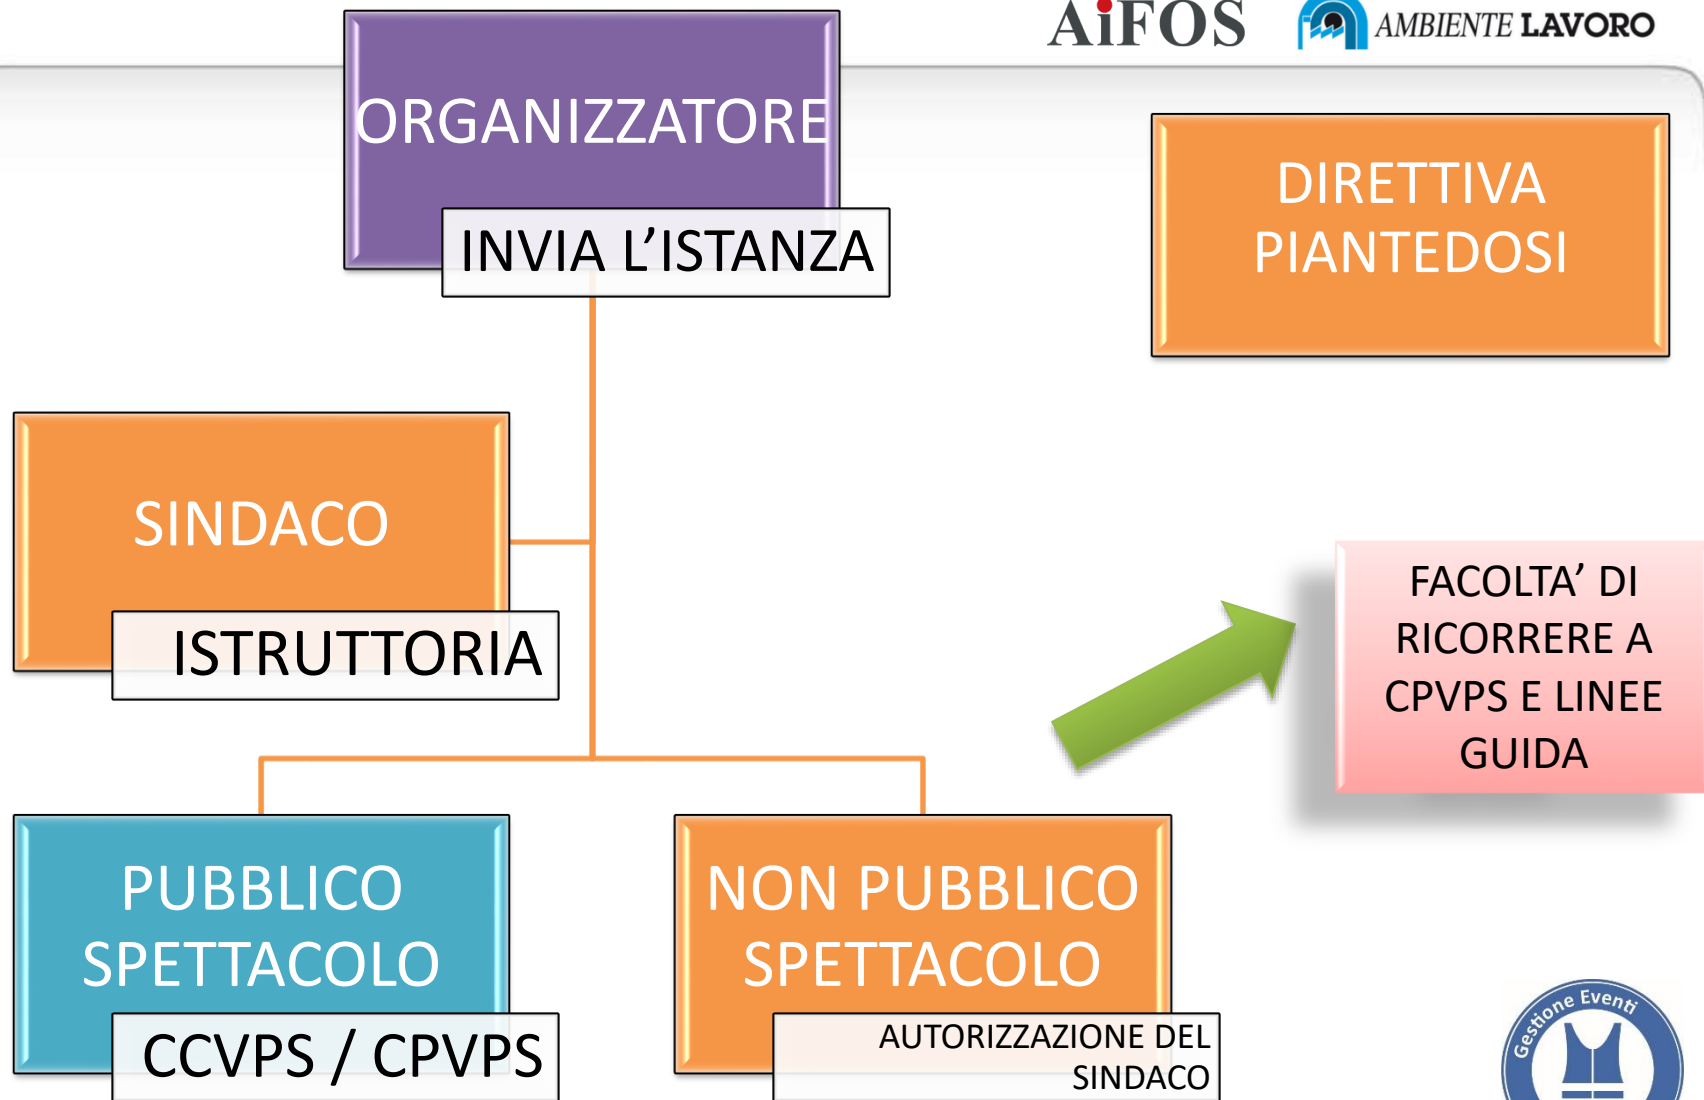 AiFOS
AMBIENTE LAVORO
ORGANIZZATORE
INVIA L’ISTANZA
DIRETTIVA
PIANTEDOSI
SINDACO
ISTRUTTORIA
FACOLTA’ DI
RICORRERE A
CPVPS E LINEE
GUIDA
PUBBLICO
SPETTACOLO
CCVPS / CPVPS
NON PUBBLICO
SPETTACOLO
AUTORIZZAZIONE DEL
SINDACO
Gestione Eventi